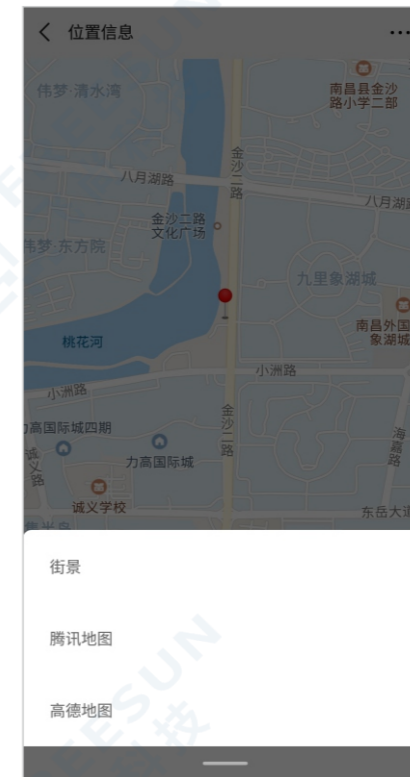 位置信息
伟梦·清水湾
南昌县金沙
路小学二部
金沙二路
八月湖路
八月湖
金沙二路
文化广场
东方院
九里象湖城
南昌外国
象湖城
桃花河
小洲路
小洲路
高国际城四期
金沙二路
海嘉路
诚义路
力高国际城
诚义学校
东岳大道
街景
腾讯地图
高德地图